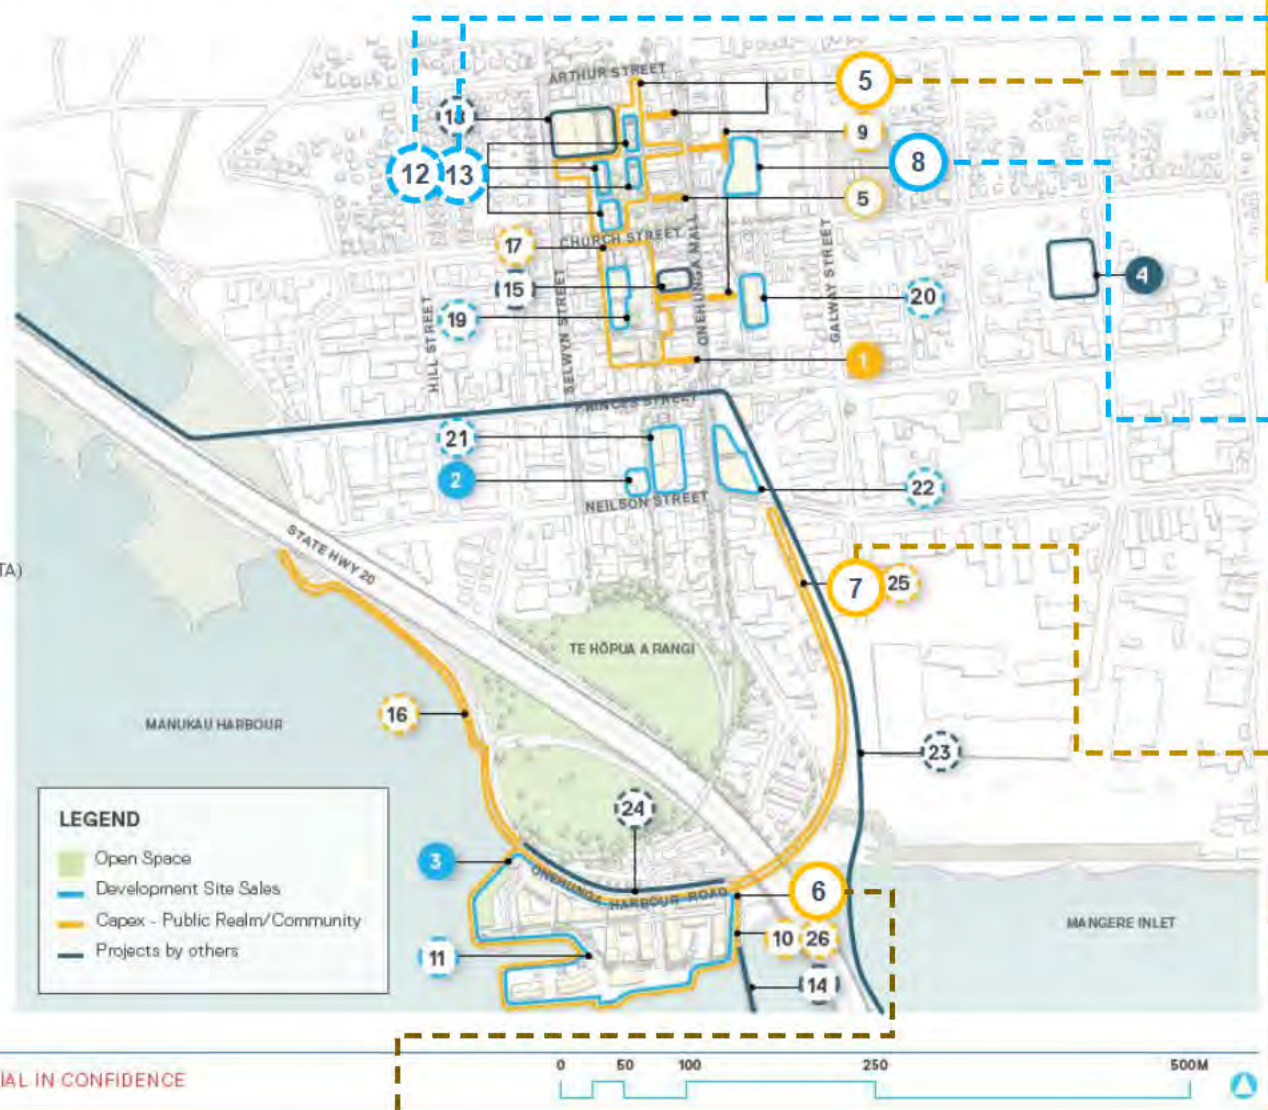 ARTHUR STREET
5
18
9
12
13
8
5
17
CHURCH STREET
ONEHUNGA MALL
GALWAY STREET
4
15
20
19
HILL STREET
SELWYN STREET
1
PRINCES STREET
21
2
22
NEILSON STREET
STATE HWY 20
TA)
7
25
TE HŌPUA A RANGI
16
MANUKAU HARBOUR
23
24
LEGEND
Open Space
Development Site Sales
Capex - Public Realm/Community
Projects by others
3
ONEHUNGA HARBOUR ROAD
6
MANGERE INLET
10
26
11
14
IAL IN CONFIDENCE
0 50 100 250 500M